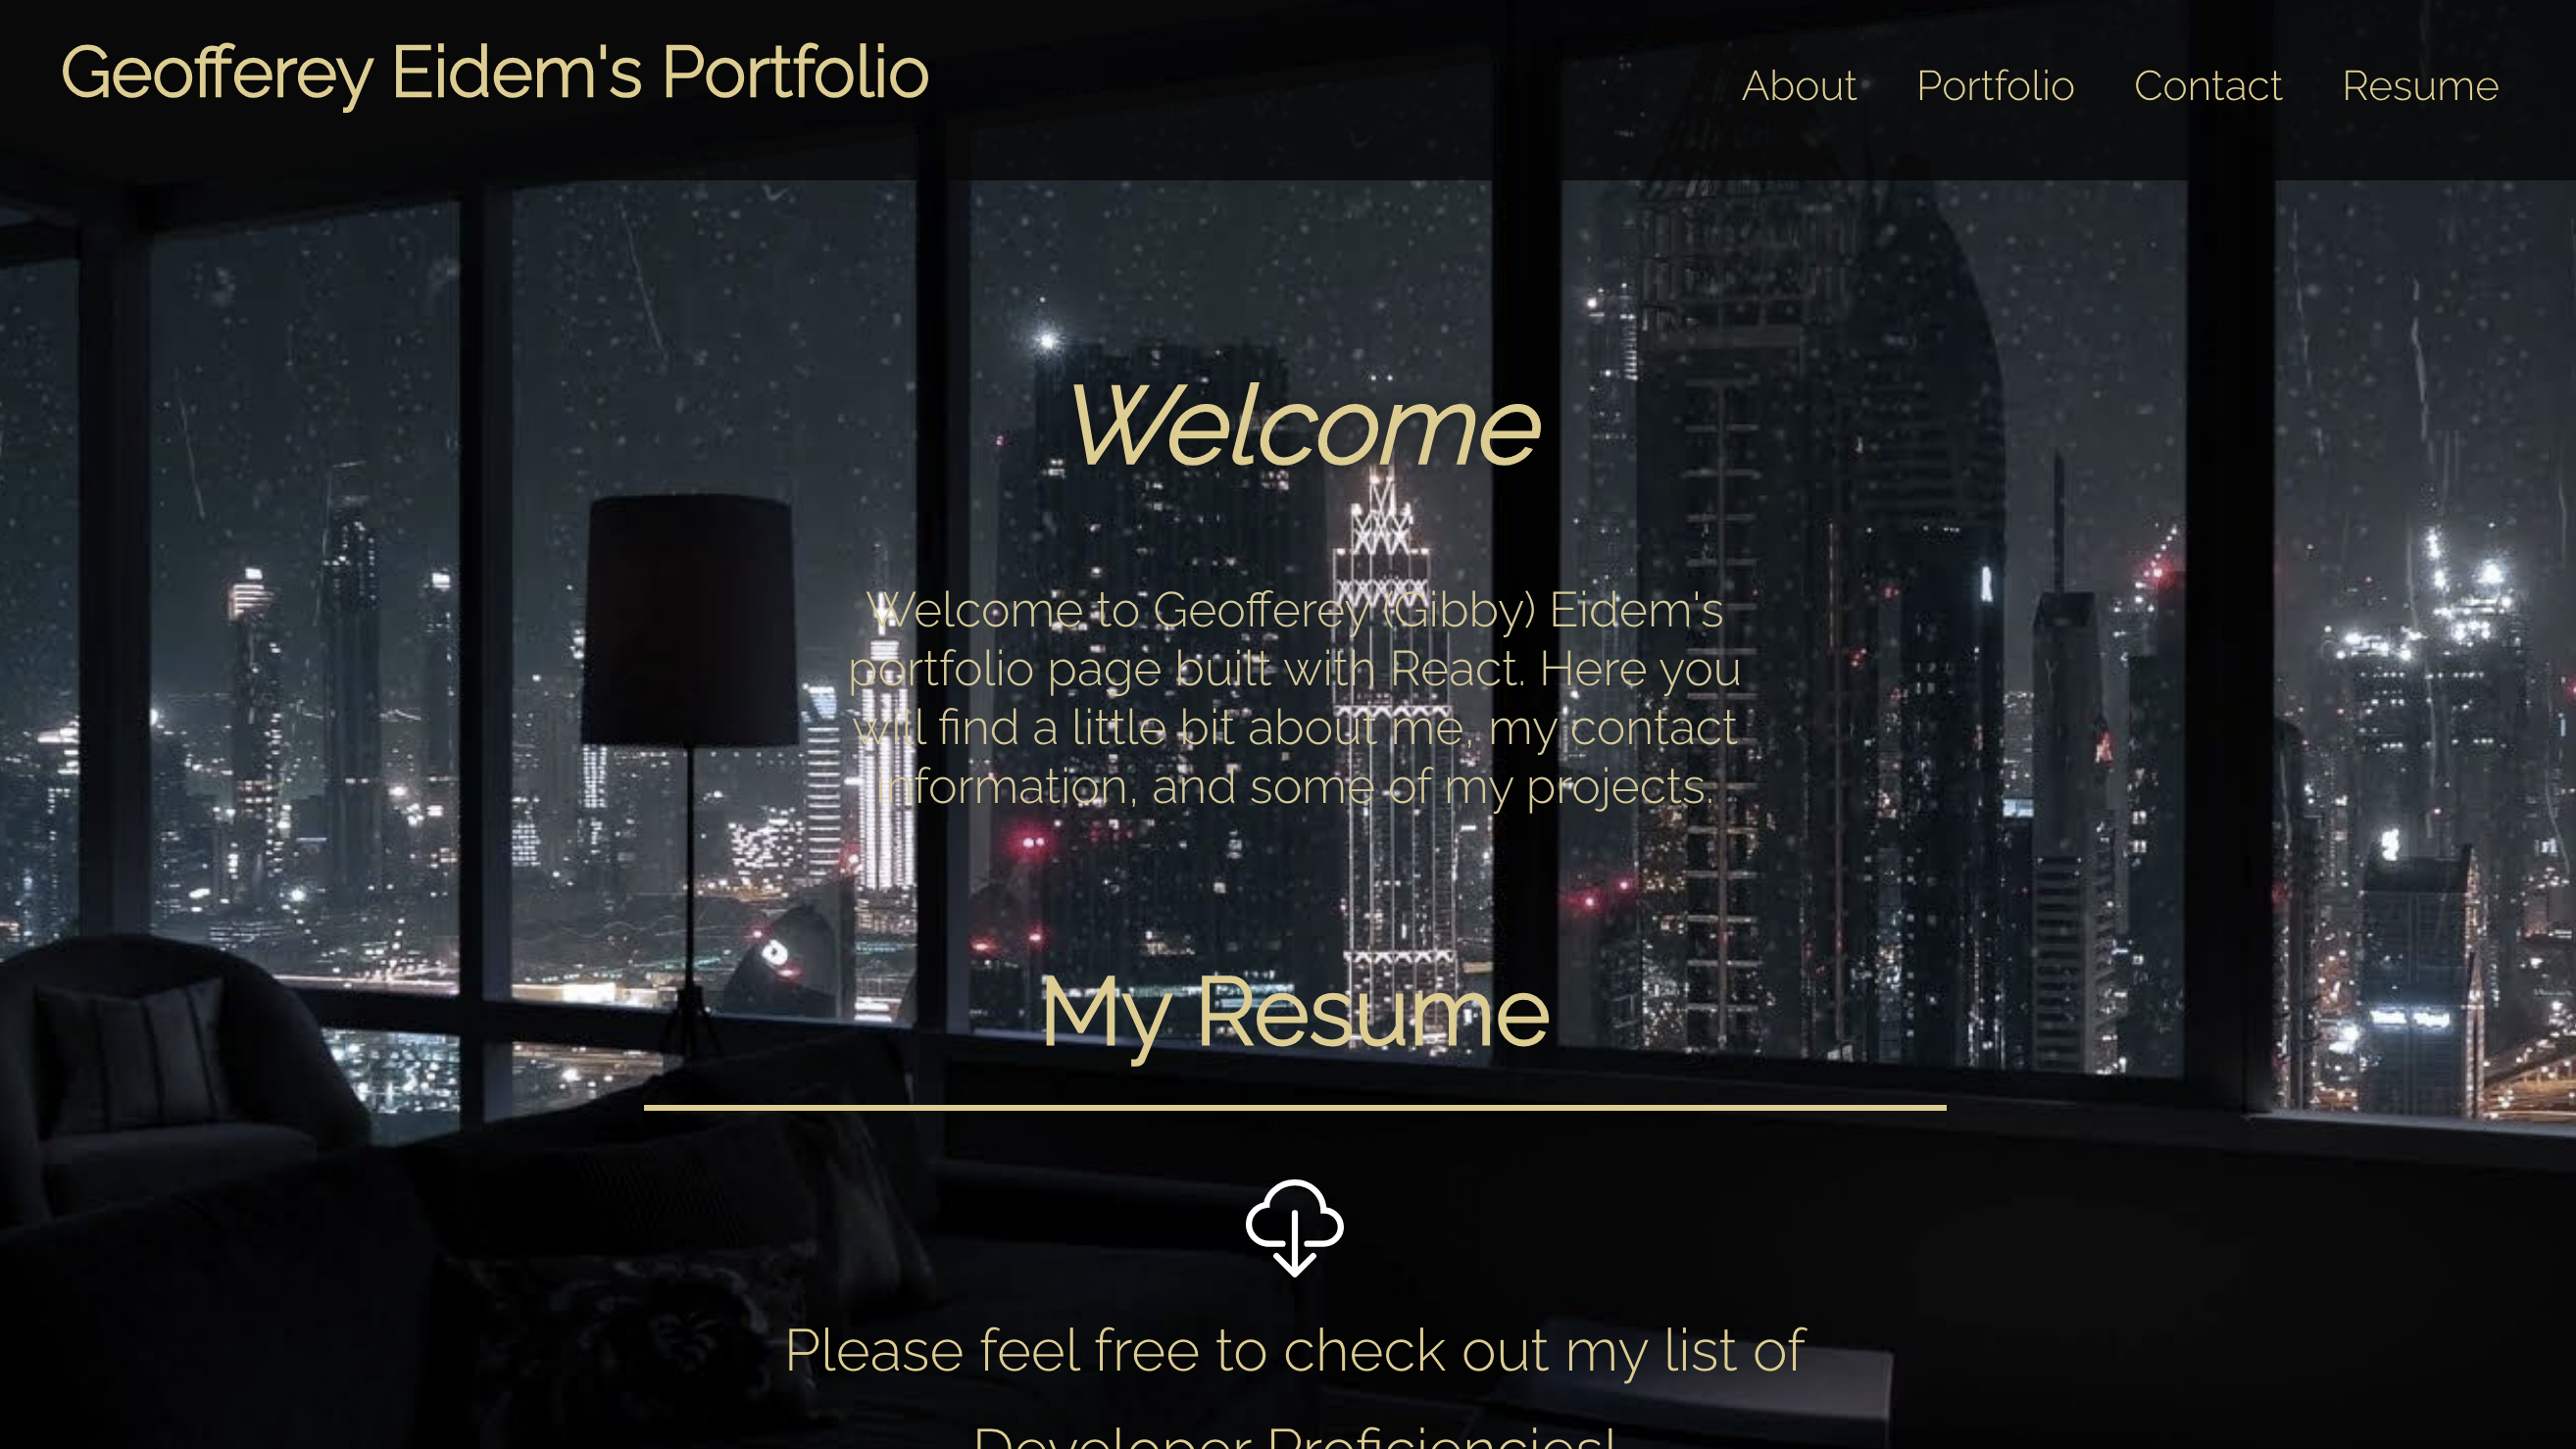 Geofferey Eidem's Portfolio
About Portfolio Contact Resume
Welcome
Welcome to Geofferey (Gibby) Eidem's
portfolio page built with React. Here you
will find a little bit about me, my contact
information, and some of my projects.
My Resume
Please feel free to check out my list of
Developer Proficiencies!